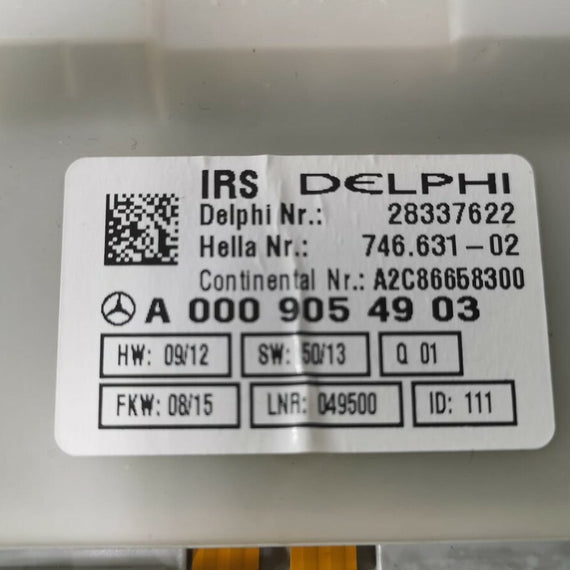 IRS DELPHI
Delphi Nr.: 28337622
Hella Nr.: 746.631-02
Continental Nr.: A2C86658300
A 000 905 49 03
HW: 09/12 SW: 50/13 Q 01
FKW: 08/15 LNR: 049500 ID: 111